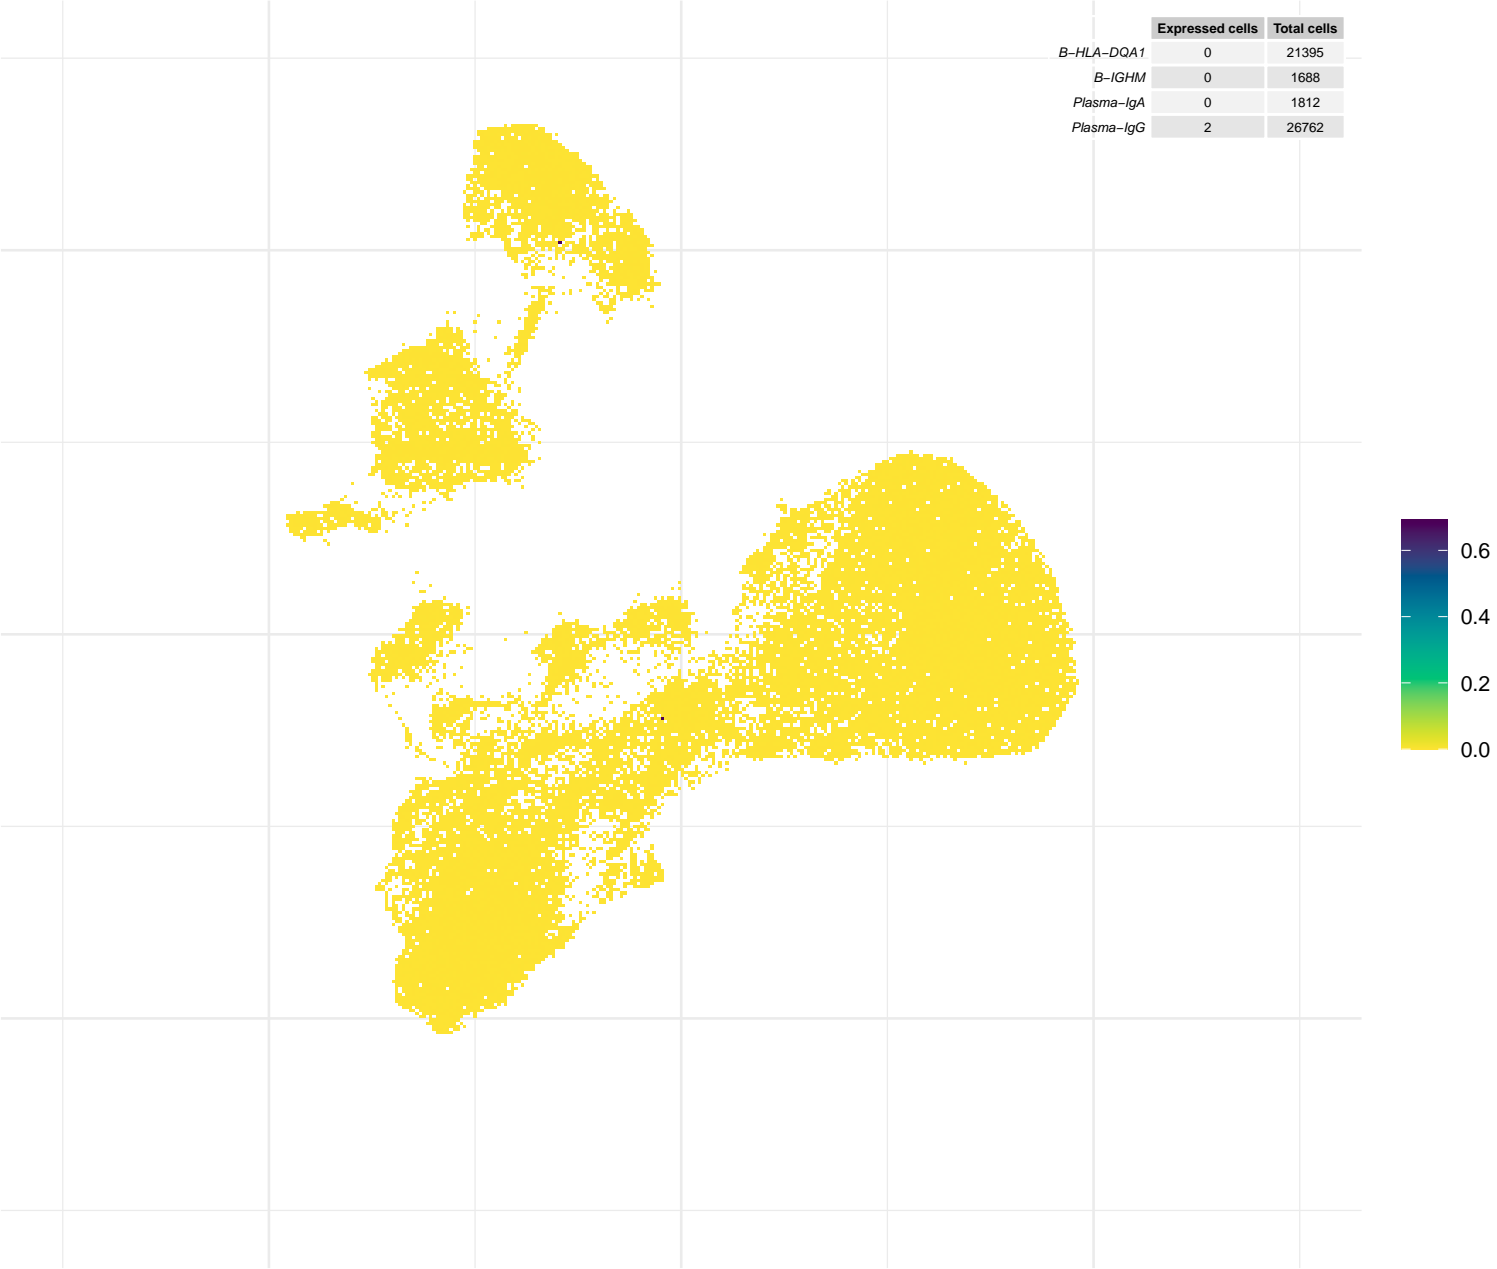 Expressed cells Total cells
B−HLA−DQA1 0 21395
B−IGHM 0 1688
Plasma−IgA 0 1812
Plasma−IgG 2 26762
0.6
0.4
0.2
0.0